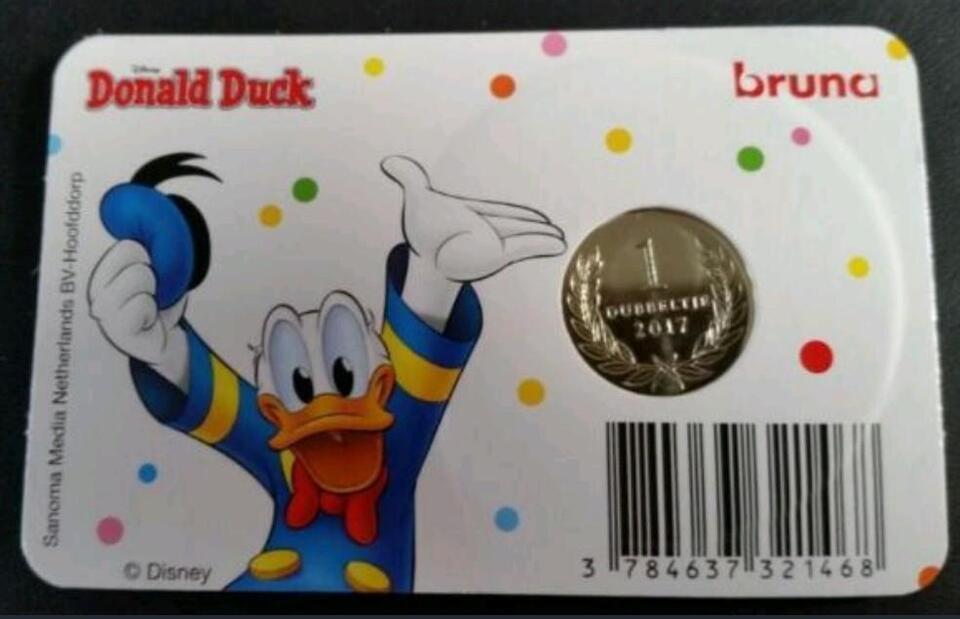 Disney
Donald Duck
bruna
Sanoma Media Netherlands BV-Hoofddorp
1
DUBBELTJE
2017
© Disney
3 784637 321468